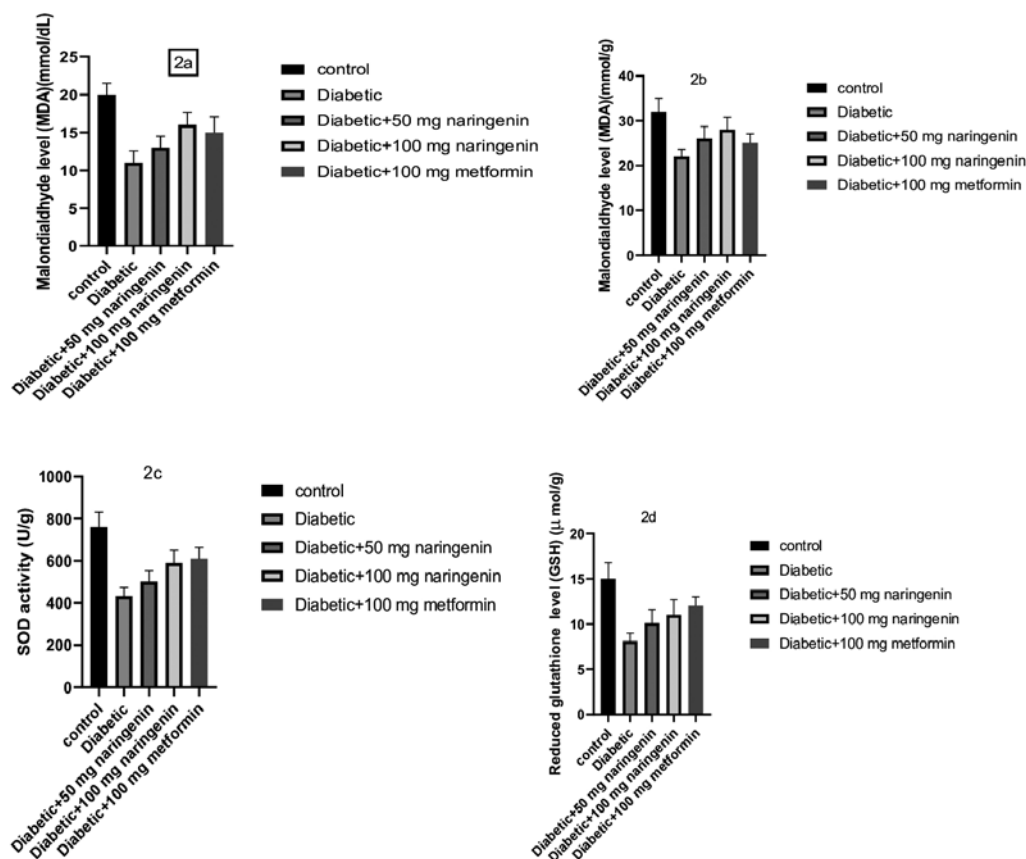 Malondialdhyde level (MDA)(mmol/dL)
25
20
15
10
5
0
2a
control
Diabetic
Diabetic+50 mg naringenin
Diabetic+100 mg naringenin
Diabetic+100 mg metformin
control
Diabetic
Diabetic+50 mg naringenin
Diabetic+100 mg naringenin
Diabetic+100 mg metformin
Malondialdhyde level (MDA)(mmol/g)
40
30
20
10
0
2b
control
Diabetic
Diabetic+50 mg naringenin
Diabetic+100 mg naringenin
Diabetic+100 mg metformin
control
Diabetic
Diabetic+50 mg naringenin
Diabetic+100 mg naringenin
Diabetic+100 mg metformin
SOD activity (U/g)
1000
800
600
400
200
0
2c
control
Diabetic
Diabetic+50 mg naringenin
Diabetic+100 mg naringenin
Diabetic+100 mg metformin
control
Diabetic
Diabetic+50 mg naringenin
Diabetic+100 mg naringenin
Diabetic+100 mg metformin
Reduced glutathione level (GSH) (μ mol/g)
20
15
10
5
0
2d
control
Diabetic
Diabetic+50 mg naringenin
Diabetic+100 mg naringenin
Diabetic+100 mg metformin
control
Diabetic
Diabetic+50 mg naringenin
Diabetic+100 mg naringenin
Diabetic+100 mg metformin